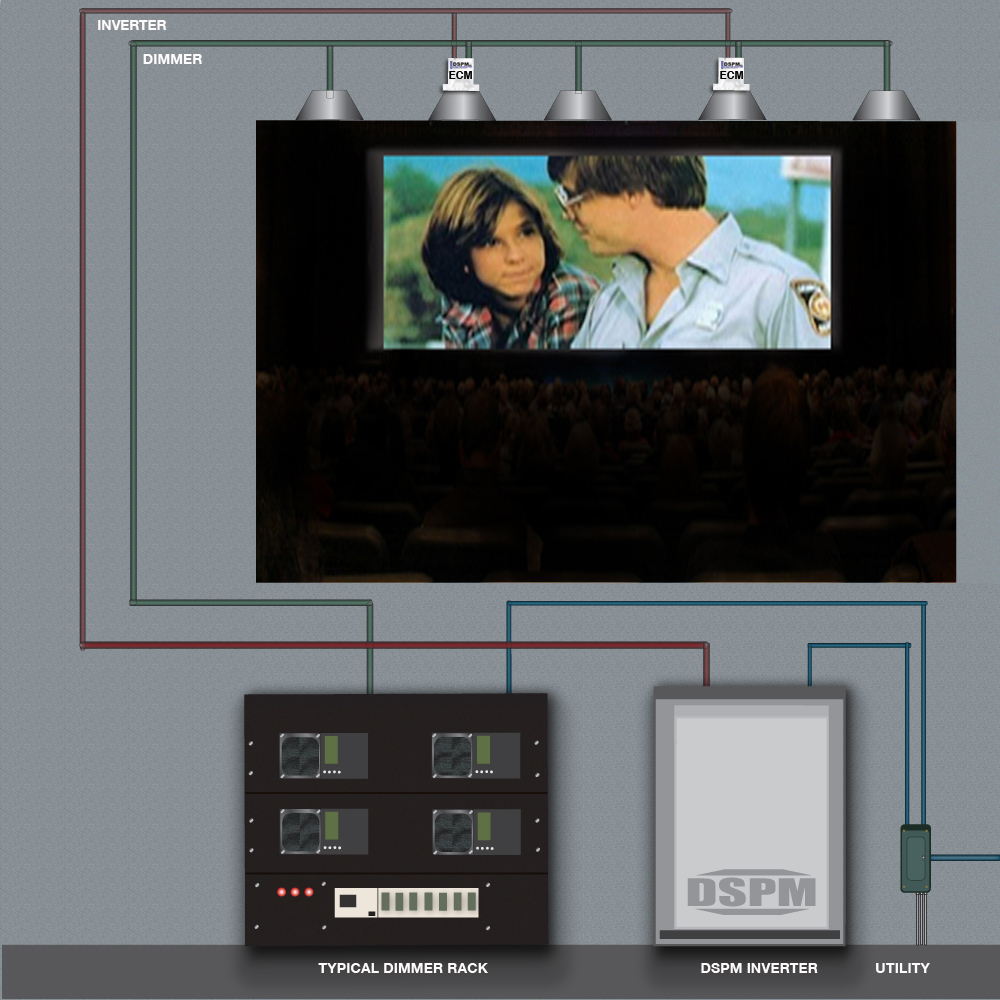 INVERTER
DIMMER
DSPM
ECM
DSPM
ECM
DSPM
TYPICAL DIMMER RACK
DSPM INVERTER
UTILITY